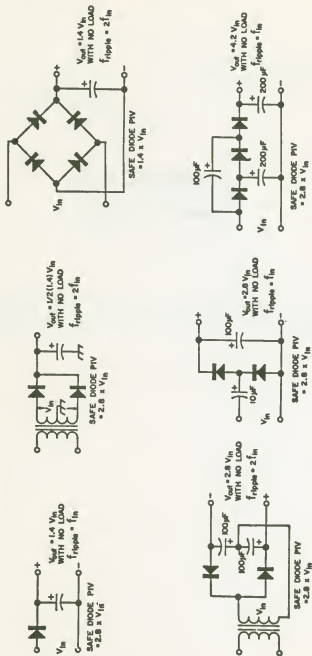 Vin
+
-
Vout = 1.4 Vin
WITH NO LOAD
fripple = fin
SAFE DIODE PIV
= 2.8 x Vin
Vin
+
Vout = 1/2 (1.4) Vin
WITH NO LOAD
fripple = 2fin
SAFE DIODE PIV
= 2.8 x Vin
Vin
+
+
-
Vout = 1.4 Vin
WITH NO LOAD
fripple = 2fin
SAFE DIODE PIV
= 1.4 x Vin
Vin
100µF
+
100µF
+
-
+
Vout = 2.8 Vin
WITH NO LOAD
fripple = 2fin
SAFE DIODE PIV
= 2.8 x Vin
Vin
10µF
+
100µF
+
+
-
Vout = 2.8 Vin
WITH NO LOAD
fripple = fin
SAFE DIODE PIV
= 2.8 x Vin
100µF
+
Vin
+
200µF
+
200µF
+
-
Vout = 4.2 Vin
WITH NO LOAD
fripple = fin
SAFE DIODE PIV
= 2.8 x Vin